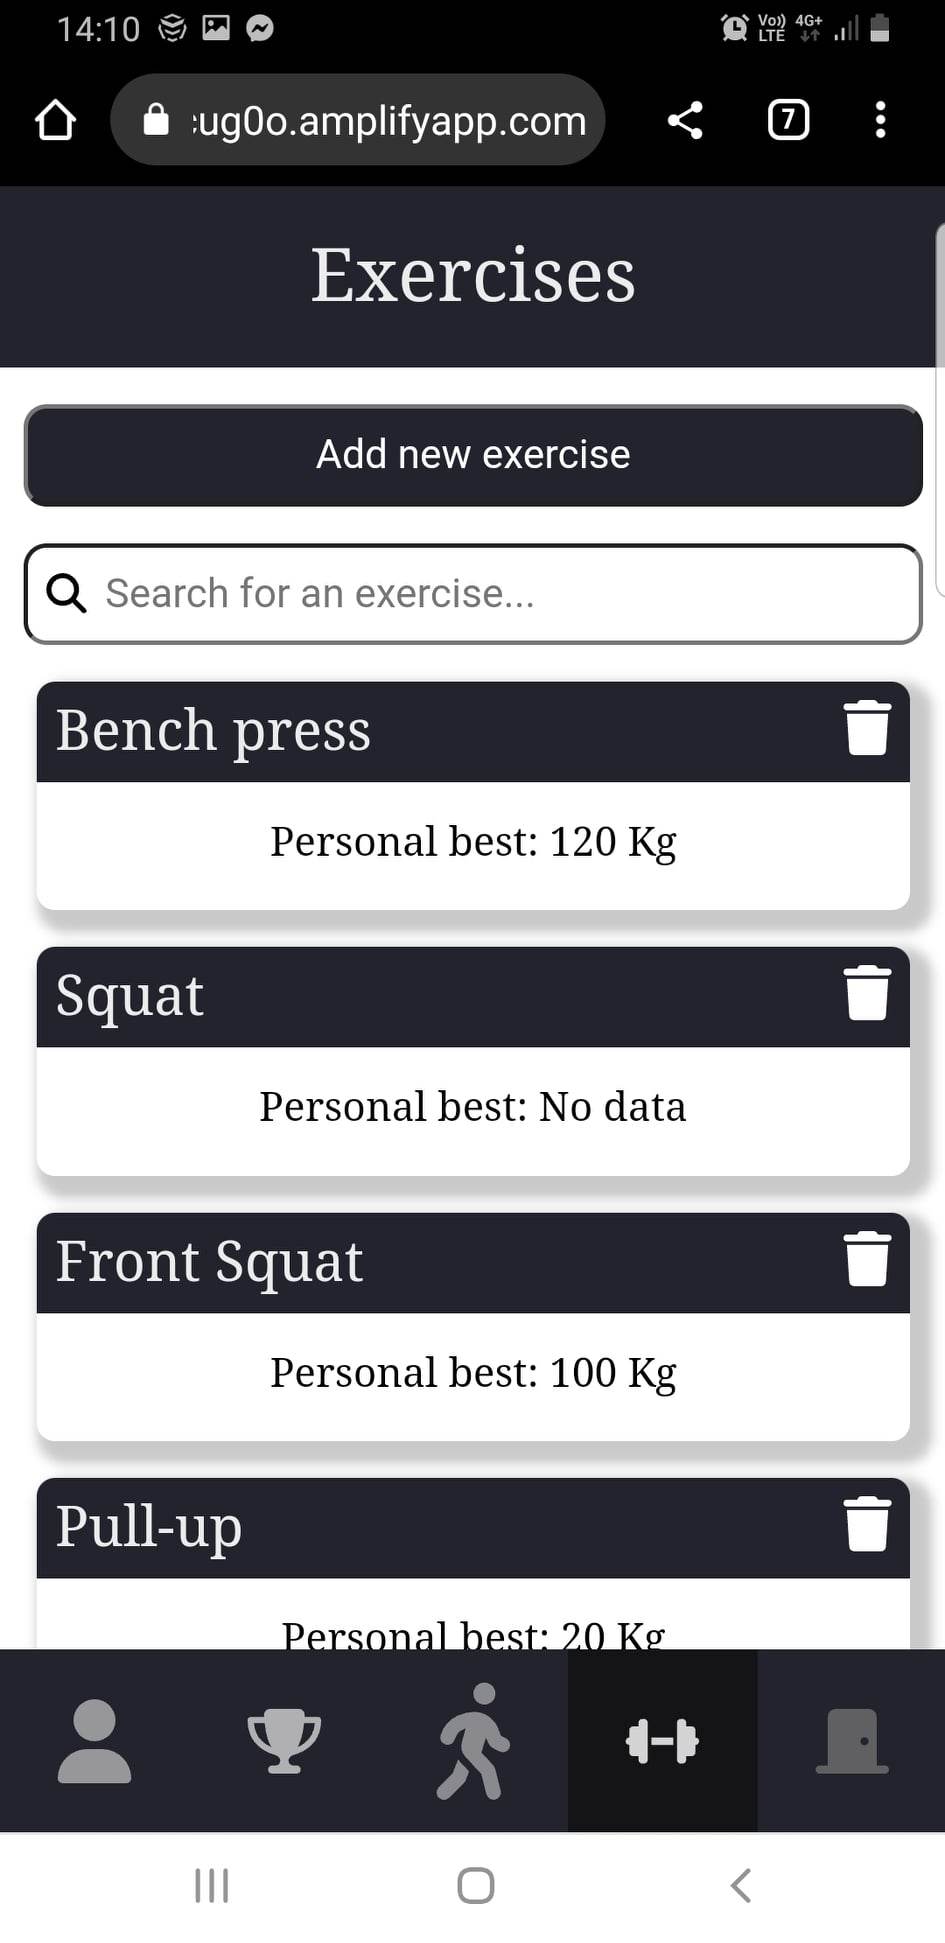 14:10
Vo)) LTE 4G+
ug0o.amplifyapp.com
7
Exercises
Add new exercise
Search for an exercise...
Bench press
Personal best: 120 Kg
Squat
Personal best: No data
Front Squat
Personal best: 100 Kg
Pull-up
Personal best: 20 Kg